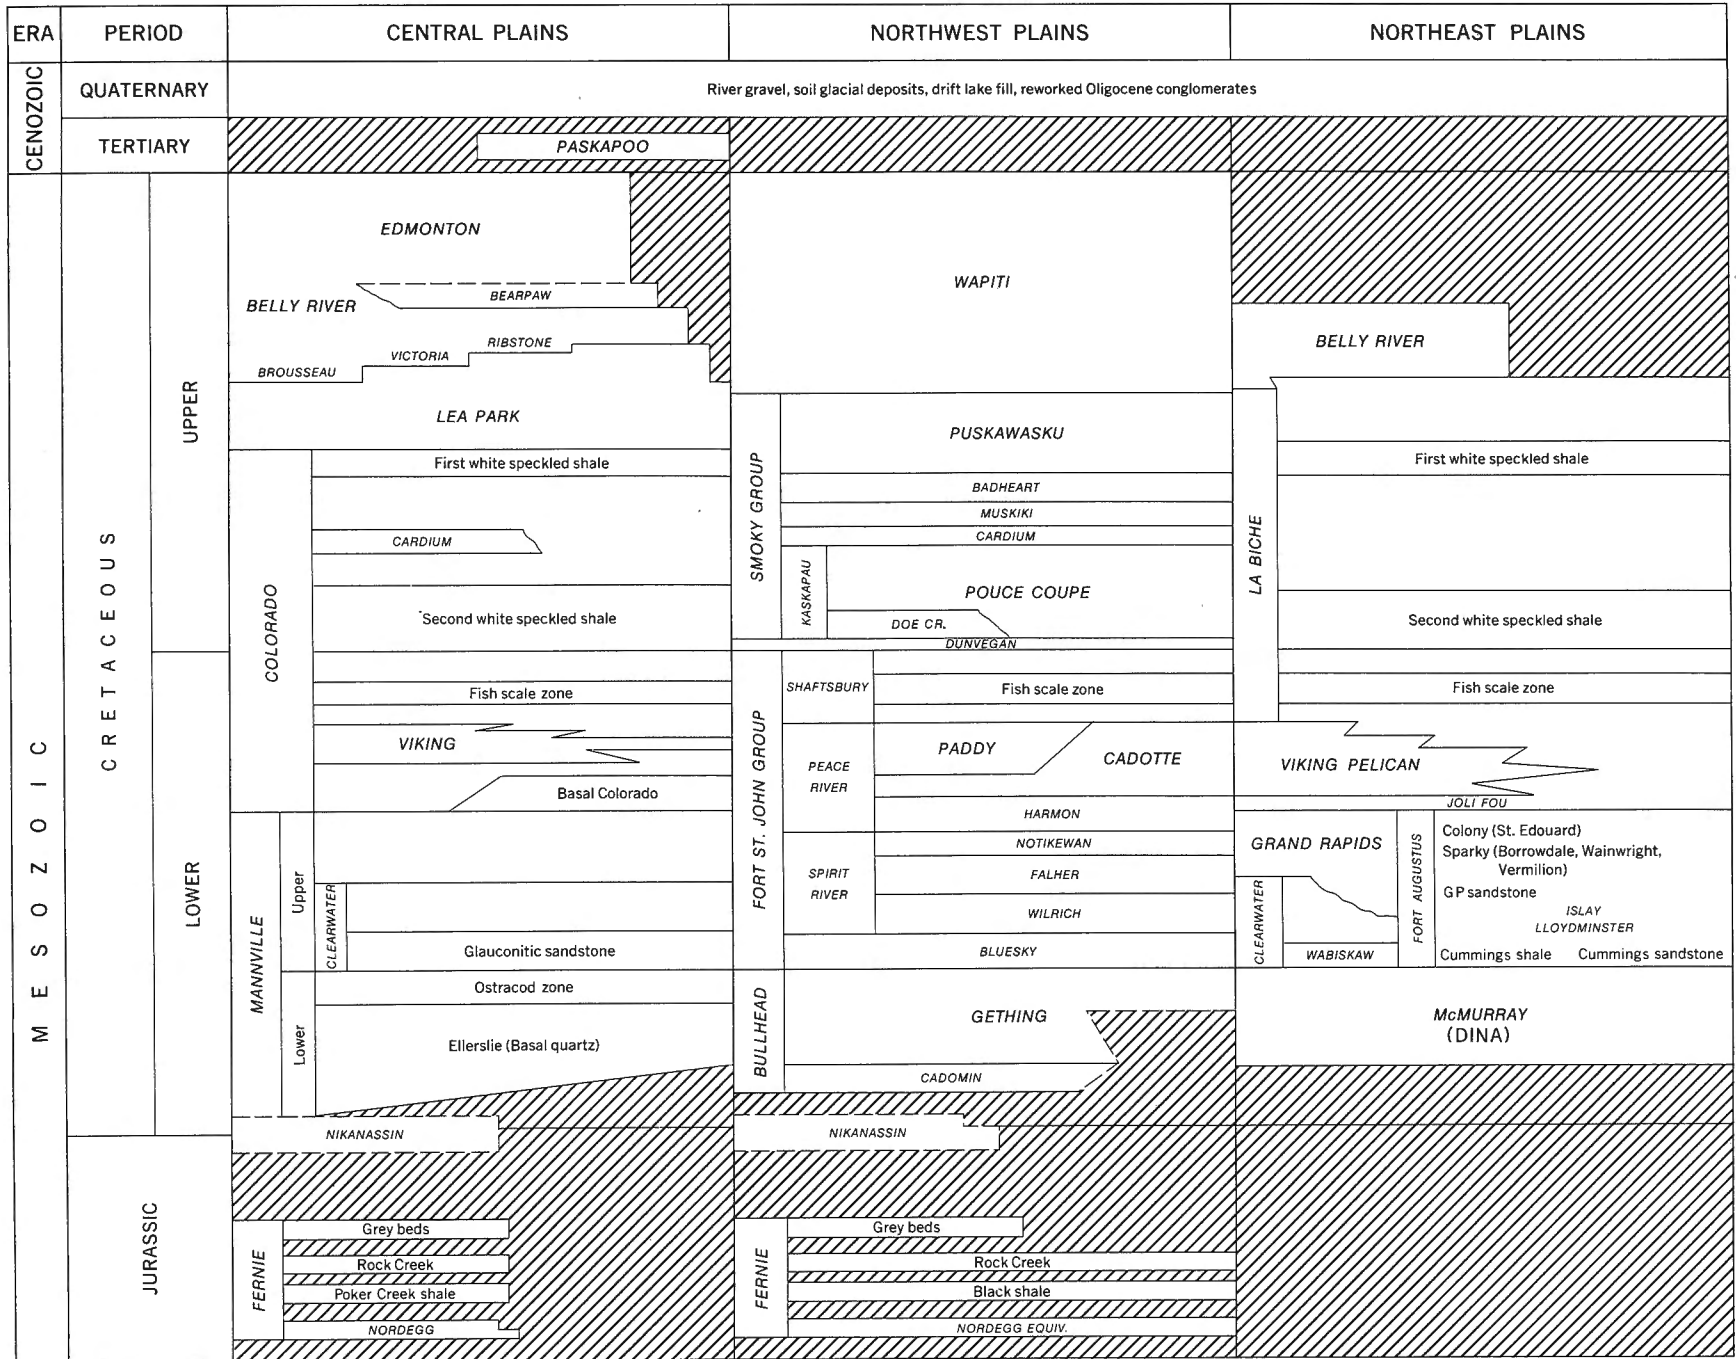 ERA
PERIOD
CENTRAL PLAINS
NORTHWEST PLAINS
NORTHEAST PLAINS
CENOZOIC
QUATERNARY
River gravel, soil glacial deposits, drift lake fill, reworked Oligocene conglomerates
TERTIARY
PASKAPOO
MESOZOIC
CRETACEOUS
UPPER
LOWER
JURASSIC
EDMONTON
BEARPAW
BELLY RIVER
RIBSTONE
VICTORIA
BROUSSEAU
LEA PARK
COLORADO
First white speckled shale
CARDIUM
Second white speckled shale
Fish scale zone
VIKING
Basal Colorado
MANNVILLE
Upper
CLEARWATER
Glauconitic sandstone
Lower
Ostracod zone
Ellerslie (Basal quartz)
NIKANASSIN
FERNIE
Grey beds
Rock Creek
Poker Creek shale
NORDEGG
WAPITI
SMOKY GROUP
PUSKAWASKU
BADHEART
MUSKIKI
CARDIUM
KASKAPAU
POUCE COUPE
DOE CR.
DUNVEGAN
FORT ST. JOHN GROUP
SHAFTSBURY
Fish scale zone
PEACE
RIVER
PADDY
CADOTTE
HARMON
SPIRIT
RIVER
NOTIKEWAN
FALHER
WILRICH
BLUESKY
BULLHEAD
GETHING
CADOMIN
NIKANASSIN
FERNIE
Grey beds
Rock Creek
Black shale
NORDEGG EQUIV.
BELLY RIVER
LA BICHE
First white speckled shale
Second white speckled shale
Fish scale zone
VIKING PELICAN
JOLI FOU
GRAND RAPIDS
CLEARWATER
WABISKAW
FORT AUGUSTUS
Colony (St. Edouard)
Sparky (Borrowdale, Wainwright,
Vermilion)
GP sandstone
ISLAY
LLOYDMINSTER
Cummings shale Cummings sandstone
McMURRAY
(DINA)